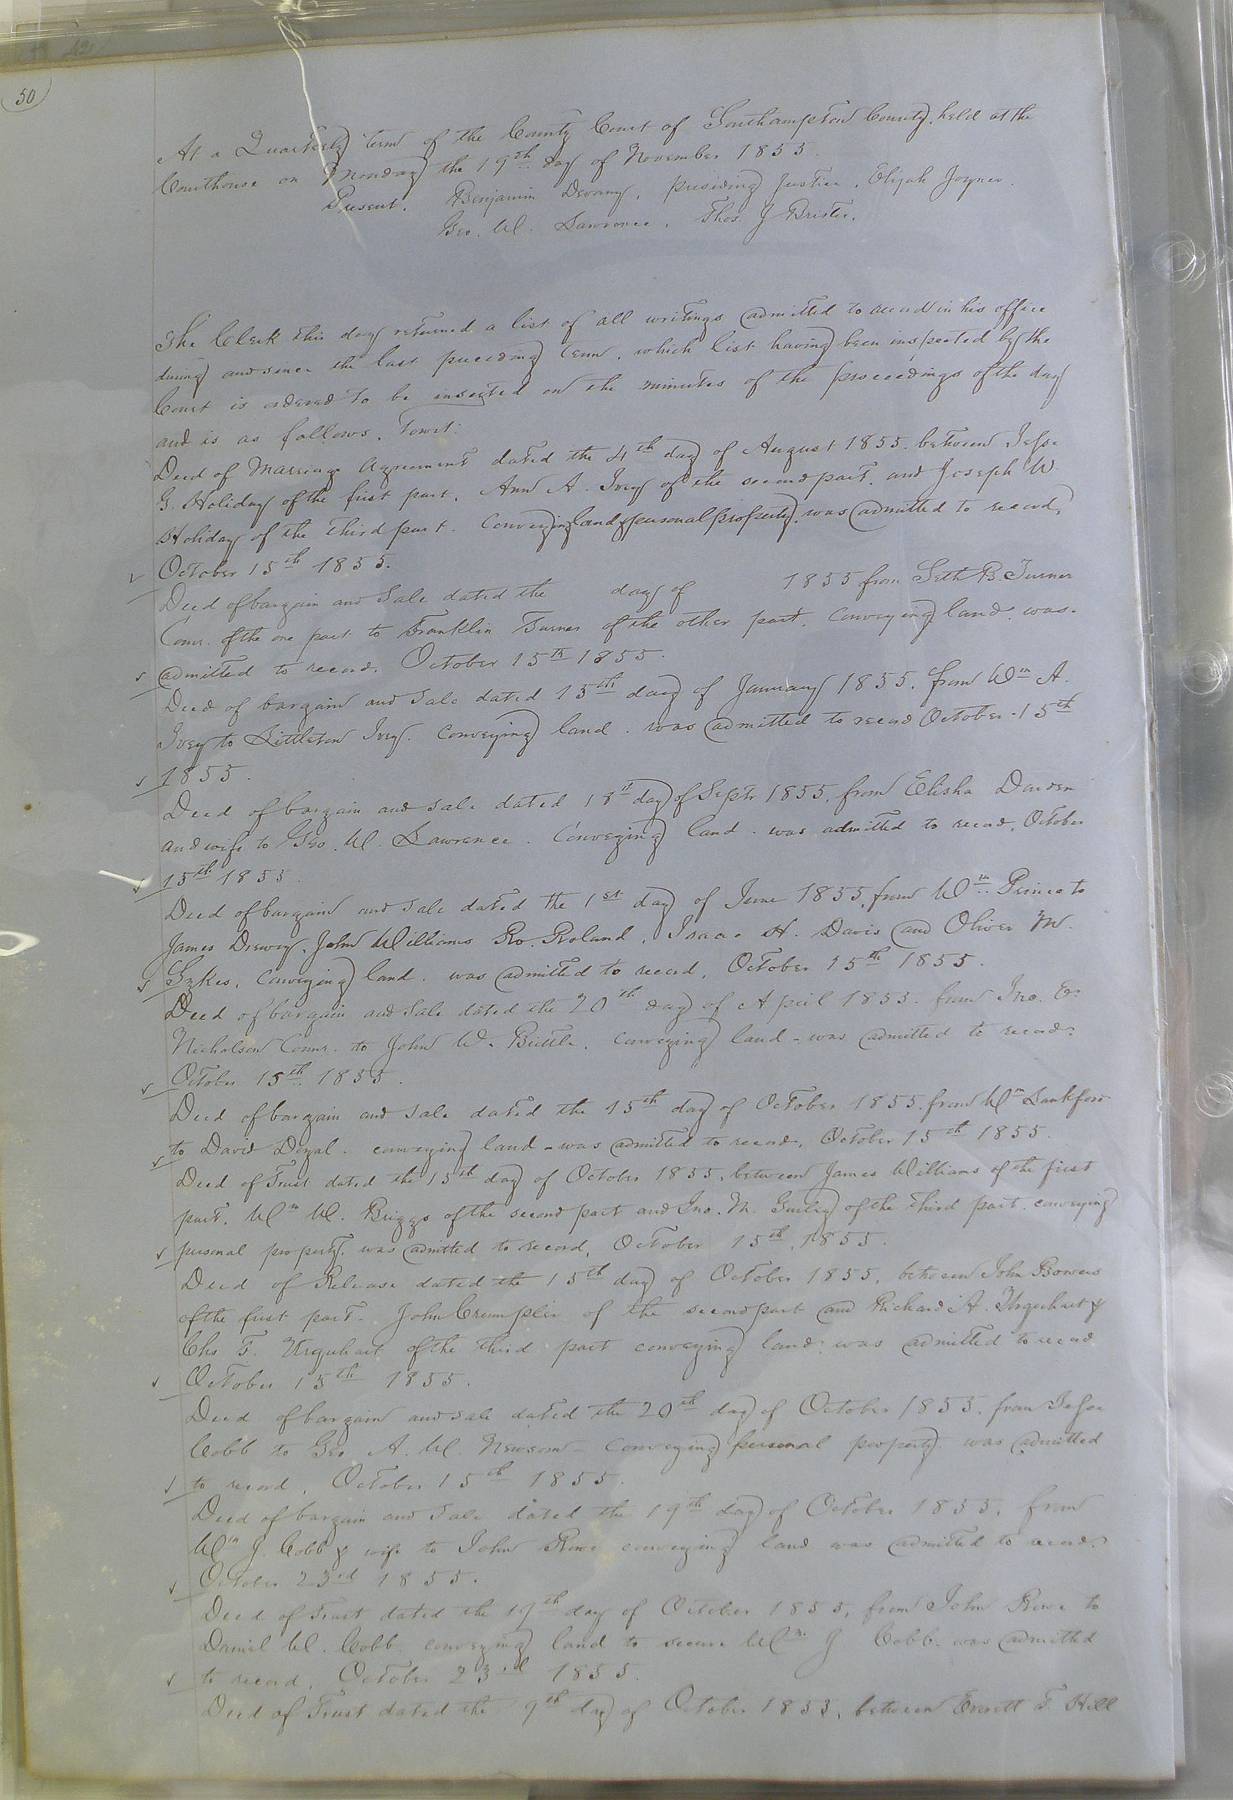 50
At a Quarterly Term of the County Court of Southampton County, held at the
Courthouse on Monday the 19th day of November 1855.
Present. Benjamin Devany, presiding Justice, Elijah Joyner.
Geo. W. Lawrence, Thos. J Brister.
The Clerk this day returned a list of all writings admitted to record in his office
during and since the last preceding term, which list having been inspected by the
Court is ordered to be inserted on the minutes of the proceedings of the day
and is as follows, Towit:
Deed of Marriage Agreement dated the 4th day of August 1855. between Jesse
G. Holiday of the first part, Ann A. Ivey of the second part, and Joseph W.
Holiday of the third part. Conveying land & personal property, was admitted to record,
October 15th 1855.
Deed of bargain and Sale dated the day of 1855 from Seth B. Turner
Comr. of the one part to Franklin Turner of the other part. Conveying land was
admitted to record. October 15th 1855.
Deed of bargain and Sale dated 15th day of January 1855, from Wm A.
Ivey to Littleton Ivey. Conveying land. was admitted to record October 15th
1855.
Deed of bargain and sale dated 18th day of Septr 1855, from Elisha Darden
and wife to Geo. W. Lawrence. Conveying land. was admitted to record, October
15th 1855.
Deed of bargain and sale dated the 1st day of June 1855, from Wm Prince to
James Drewry, John Williams Ro. Roland, Isaac H. Davis and Oliver M.
Sykes, Conveying land. was admitted to record, October 15th 1855.
Deed of bargain and sale dated the 20th day of April 1855. from Jno. E.
Nicholson Comr. to John W. Buttle, conveying land - was admitted to record
October 15th 1855.
Deed of bargain and sale dated the 15th day of October 1855. from Wm Lankford
to David Doyal. conveying land - was admitted to record, October 15th 1855.
Deed of Trust dated the 15th day of October 1855, between James Williams of the first
part. Wm W. Briggs of the second part and Jno. M. Gurley of the third part. conveying
personal property. was admitted to record, October 15th, 1855.
Deed of Release dated the 15th day of October 1855, between John Bowers
of the first part. John Crumpler of the second part and Richard A. Urquhart &
Chs F. Urquhart of the third part conveying land. was admitted to record
October 15th 1855.
Deed of bargain and sale dated the 20th day of October 1855. from Jesse
Cobb to Geo A. W. Newsom - Conveying personal property. was admitted
to record, October 15th 1855.
Deed of bargain and sale dated the 19th day of October 1855, from
Wm J. Cobb & wife to John Rowe conveying land was admitted to record.
October 23rd 1855.
Deed of Trust dated the 19th day of October 1855, from John Rowe to
Daniel W. Cobb conveying land to secure Wm J Cobb. was admitted
to record, October 23rd 1855.
Deed of Trust dated the 9th day of October 1855, between Everett T. Hill